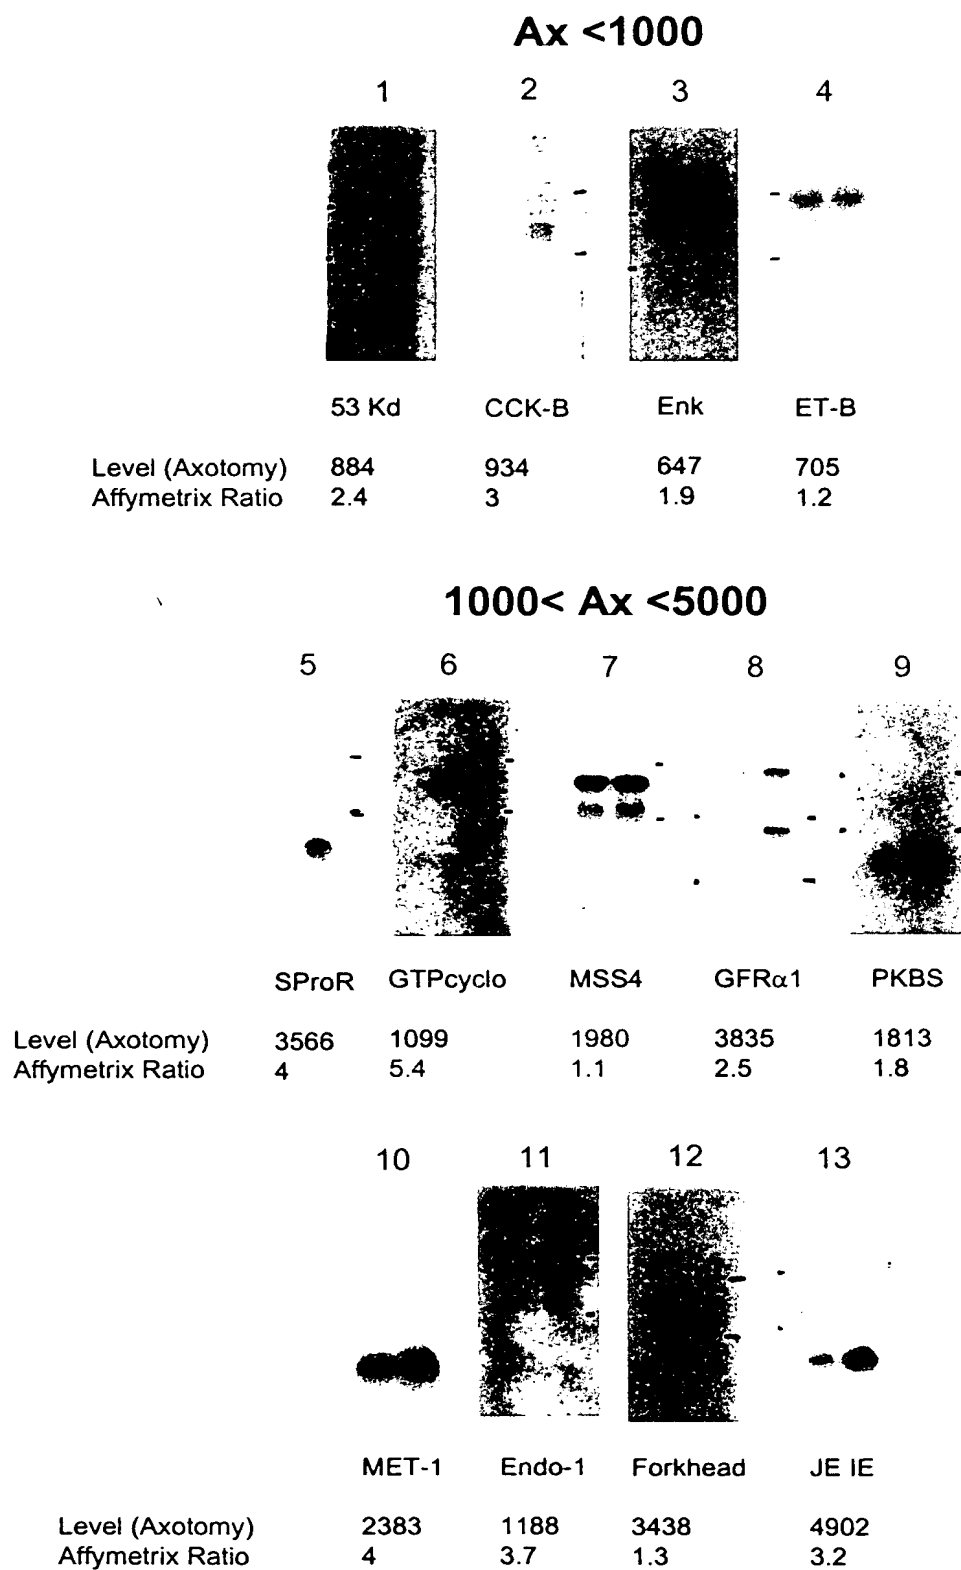 Ax <1000
1 2 3 4
53 Kd CCK-B Enk ET-B
Level (Axotomy) 884 934 647 705
Affymetrix Ratio 2.4 3 1.9 1.2
1000< Ax <5000
5 6 7 8 9
SProR GTPcyclo MSS4 GFRα1 PKBS
Level (Axotomy) 3566 1099 1980 3835 1813
Affymetrix Ratio 4 5.4 1.1 2.5 1.8
10 11 12 13
MET-1 Endo-1 Forkhead JE IE
Level (Axotomy) 2383 1188 3438 4902
Affymetrix Ratio 4 3.7 1.3 3.2